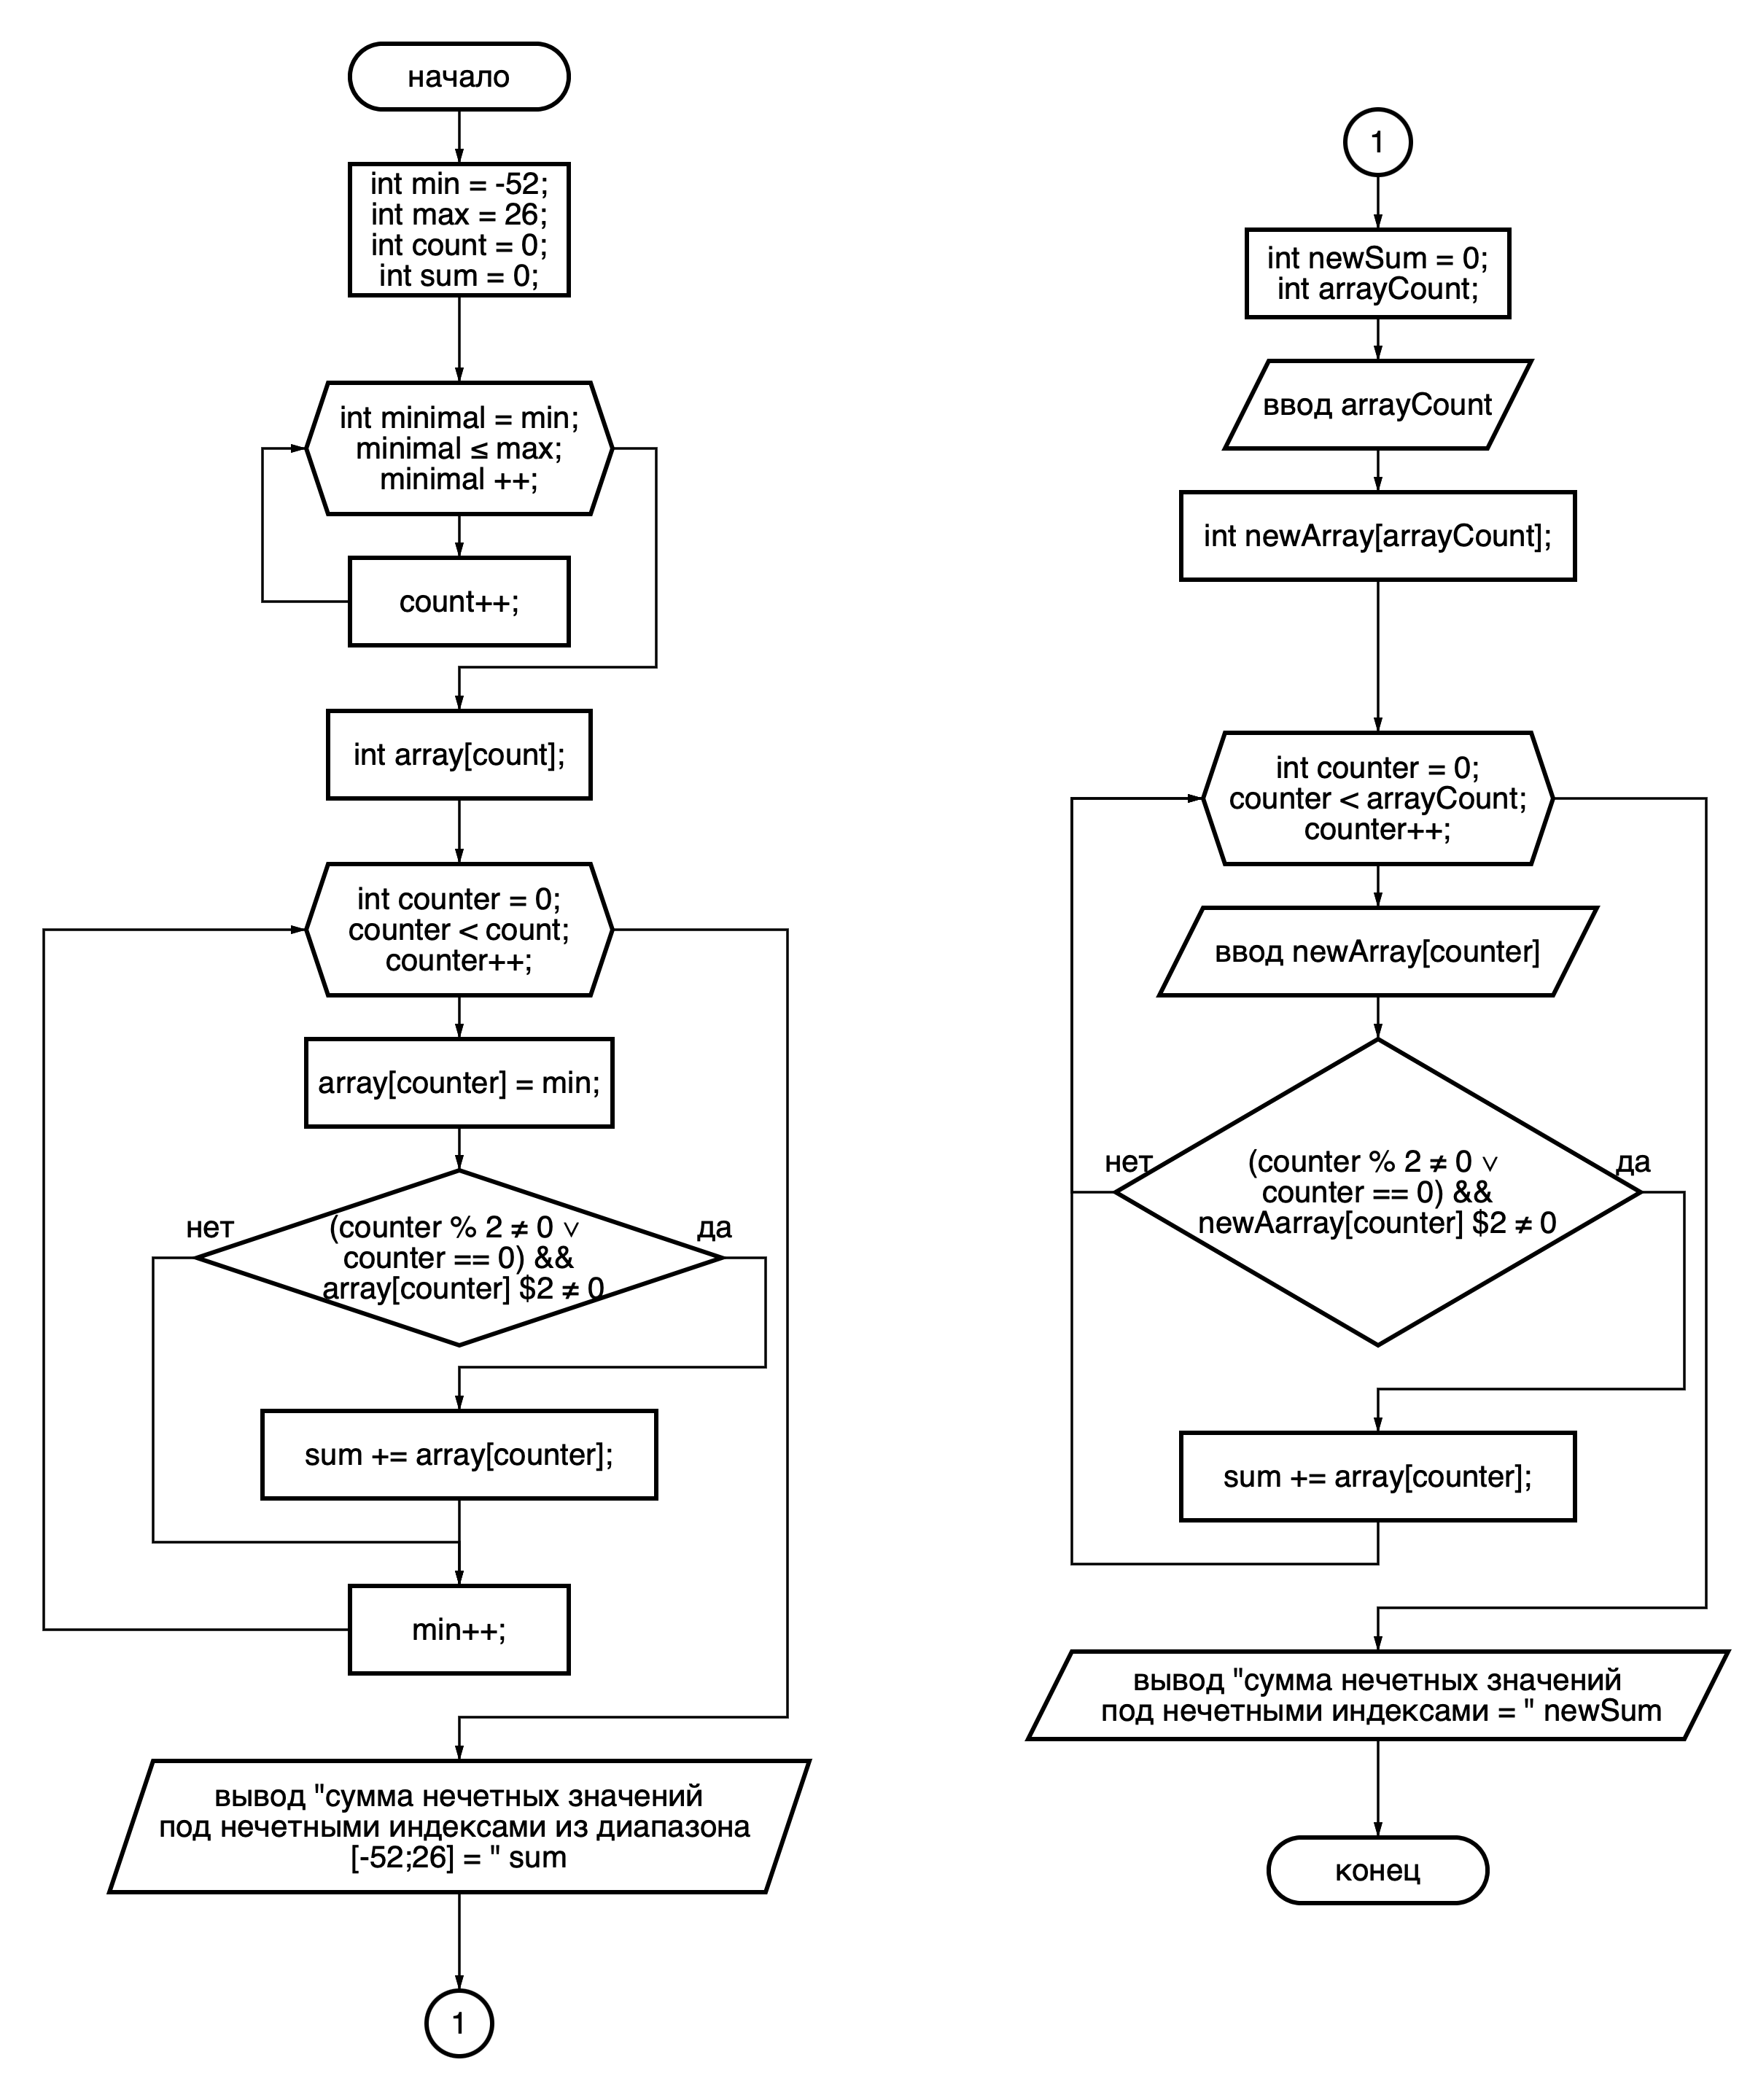 начало
int min = -52;
int max = 26;
int count = 0;
int sum = 0;
int minimal = min;
minimal ≤ max;
minimal ++;
count++;
int array[count];
int counter = 0;
counter < count;
counter++;
array[counter] = min;
нет
да
(counter % 2 ≠ 0 ∨
counter == 0) &&
array[counter] $2 ≠ 0
sum += array[counter];
min++;
вывод "сумма нечетных значений
под нечетными индексами из диапазона
[-52;26] = " sum
1
1
int newSum = 0;
int arrayCount;
ввод arrayCount
int newArray[arrayCount];
int counter = 0;
counter < arrayCount;
counter++;
ввод newArray[counter]
нет
да
(counter % 2 ≠ 0 ∨
counter == 0) &&
newAarray[counter] $2 ≠ 0
sum += array[counter];
вывод "сумма нечетных значений
под нечетными индексами = " newSum
конец